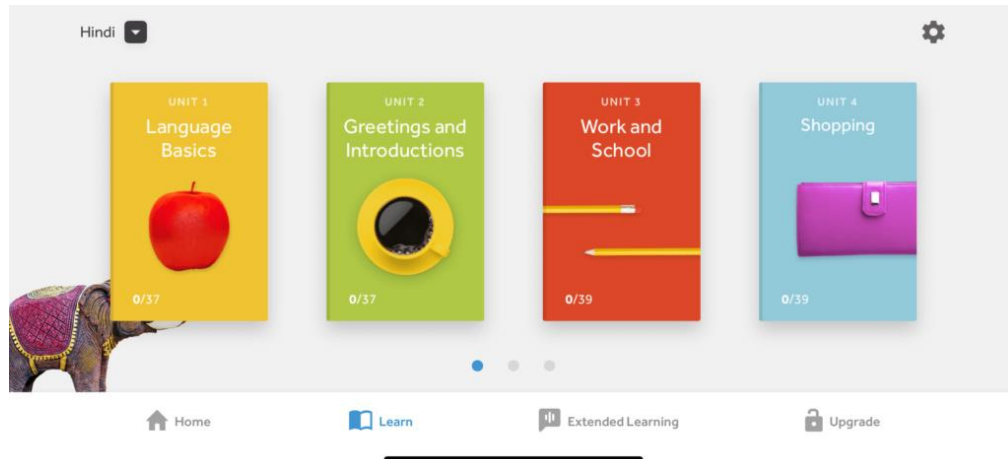 Hindi
UNIT 1
Language
Basics
0/37
UNIT 2
Greetings and
Introductions
0/37
UNIT 3
Work and
School
0/39
UNIT 4
Shopping
0/39
Home
Learn
Extended Learning
Upgrade